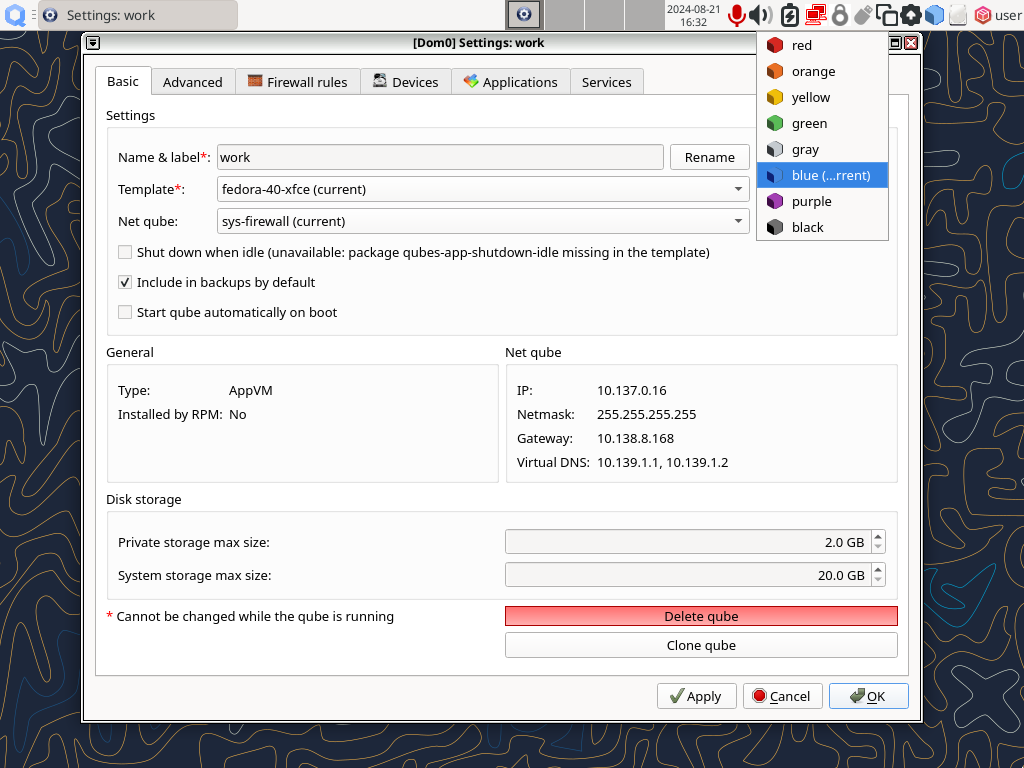 Settings: work
2024-08-21
16:32
user
[Dom0] Settings: work
Basic
Advanced
Firewall rules
Devices
Applications
Services
red
orange
yellow
green
gray
blue (...rrent)
purple
black
Settings
Name & label*:
work
Rename
Template*:
fedora-40-xfce (current)
Net qube:
sys-firewall (current)
Shut down when idle (unavailable: package qubes-app-shutdown-idle missing in the template)
Include in backups by default
Start qube automatically on boot
General
Type: AppVM
Installed by RPM: No
Net qube
IP: 10.137.0.16
Netmask: 255.255.255.255
Gateway: 10.138.8.168
Virtual DNS: 10.139.1.1, 10.139.1.2
Disk storage
Private storage max size: 2.0 GB
System storage max size: 20.0 GB
* Cannot be changed while the qube is running
Delete qube
Clone qube
Apply
Cancel
OK